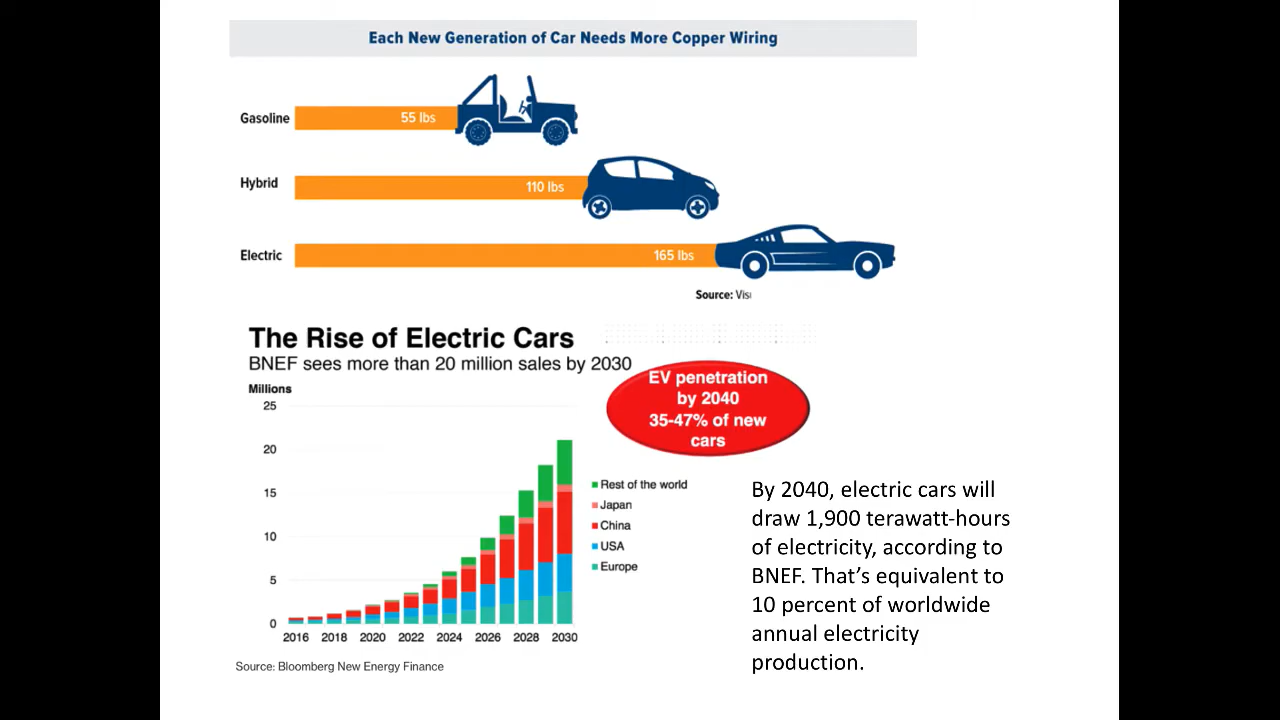 Each New Generation of Car Needs More Copper Wiring
Gasoline
55 lbs
Hybrid
110 lbs
Electric
165 lbs
Source:
The Rise of Electric Cars
BNEF sees more than 20 million sales by 2030
Millions
25
20
15
10
5
0
2016 2018 2020 2022 2024 2026 2028 2030
Rest of the world
Japan
China
USA
Europe
Source: Bloomberg New Energy Finance
EV penetration
by 2040
35-47% of new
cars
By 2040, electric cars will
draw 1,900 terawatt-hours
of electricity, according to
BNEF. That’s equivalent to
10 percent of worldwide
annual electricity
production.